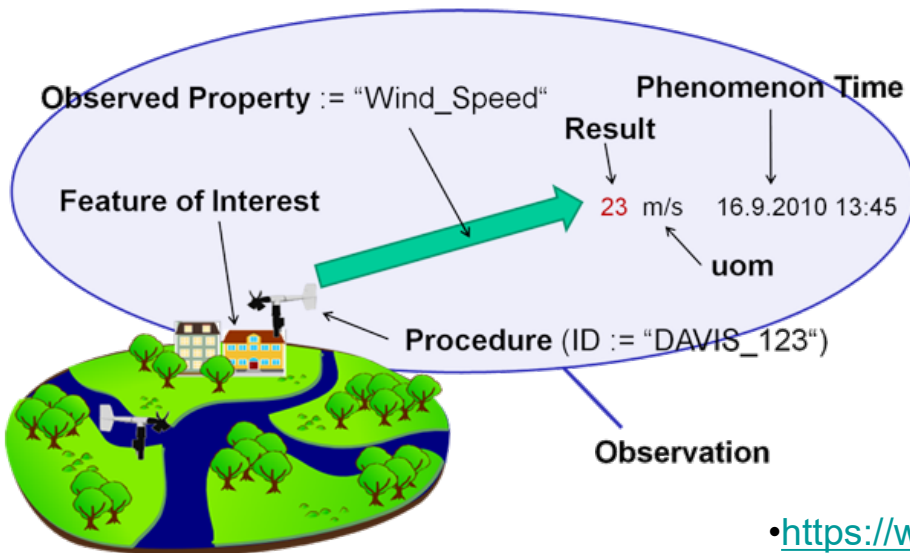 Observed Property := “Wind_Speed“
Phenomenon Time
Result
Feature of Interest
23 m/s 16.9.2010 13:45
uom
Procedure (ID := “DAVIS_123“)
Observation
•https://w